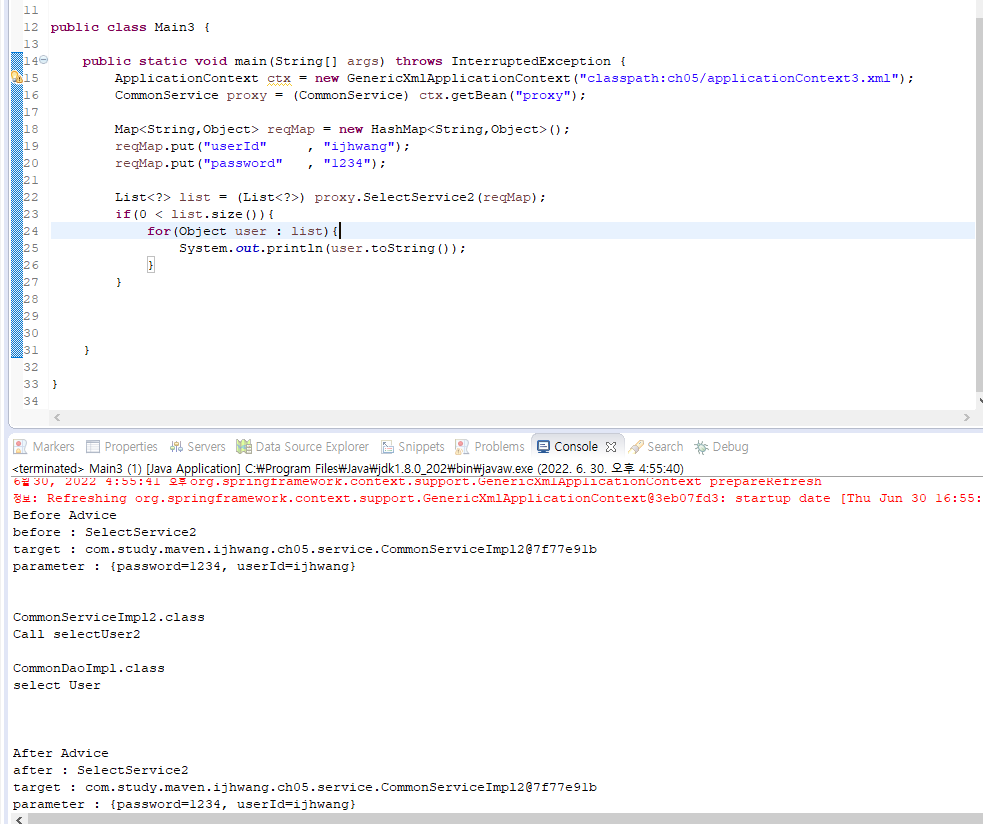 11
12 public class Main3 {
13
14 public static void main(String[] args) throws InterruptedException {
15 ApplicationContext ctx = new GenericXmlApplicationContext("classpath:ch05/applicationContext3.xml");
16 CommonService proxy = (CommonService) ctx.getBean("proxy");
17
18 Map<String,Object> reqMap = new HashMap<String,Object>();
19 reqMap.put("userId" , "ijhwang");
20 reqMap.put("password" , "1234");
21
22 List<?> list = (List<?>) proxy.SelectService2(reqMap);
23 if(0 < list.size()){
24 for(Object user : list){
25 System.out.println(user.toString());
26 }
27 }
28
29
30
31 }
32
33 }
34
Markers Properties Servers Data Source Explorer Snippets Problems Console Search Debug
<terminated> Main3 (1) [Java Application] C:₩Program Files₩Java₩jdk1.8.0_202₩bin₩javaw.exe (2022. 6. 30. 오후 4:55:40)
6월 30, 2022 4:55:41 오후 org.springframework.context.support.GenericXmlApplicationContext prepareRefresh
정보: Refreshing org.springframework.context.support.GenericXmlApplicationContext@3eb07fd3: startup date [Thu Jun 30 16:55:
Before Advice
before : SelectService2
target : com.study.maven.ijhwang.ch05.service.CommonServiceImpl2@7f77e91b
parameter : {password=1234, userId=ijhwang}
CommonServiceImpl2.class
Call selectUser2
CommonDaoImpl.class
select User
After Advice
after : SelectService2
target : com.study.maven.ijhwang.ch05.service.CommonServiceImpl2@7f77e91b
parameter : {password=1234, userId=ijhwang}